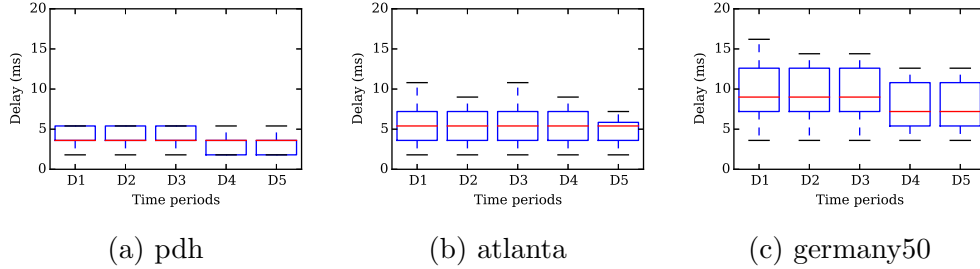 20
15
10
5
0
Delay (ms)
D1 D2 D3 D4 D5
Time periods
(a) pdh
20
15
10
5
0
Delay (ms)
D1 D2 D3 D4 D5
Time periods
(b) atlanta
20
15
10
5
0
Delay (ms)
D1 D2 D3 D4 D5
Time periods
(c) germany50